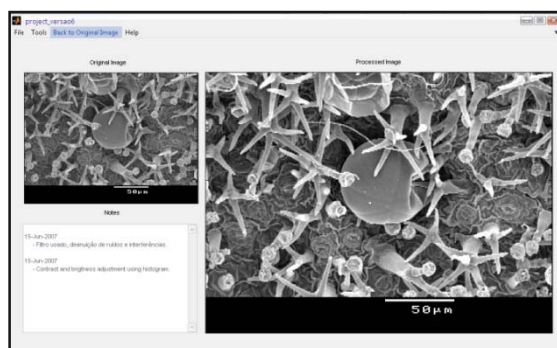 project_versao6
File Tools Back to Original Image Help
Original Image
50µm
Notes
15-Jun-2007
- Filtro usado, diminuição de ruídos e interferências.
15-Jun-2007
- Contrast and brigtness adjustment using histogram.
Processed Image
50µm